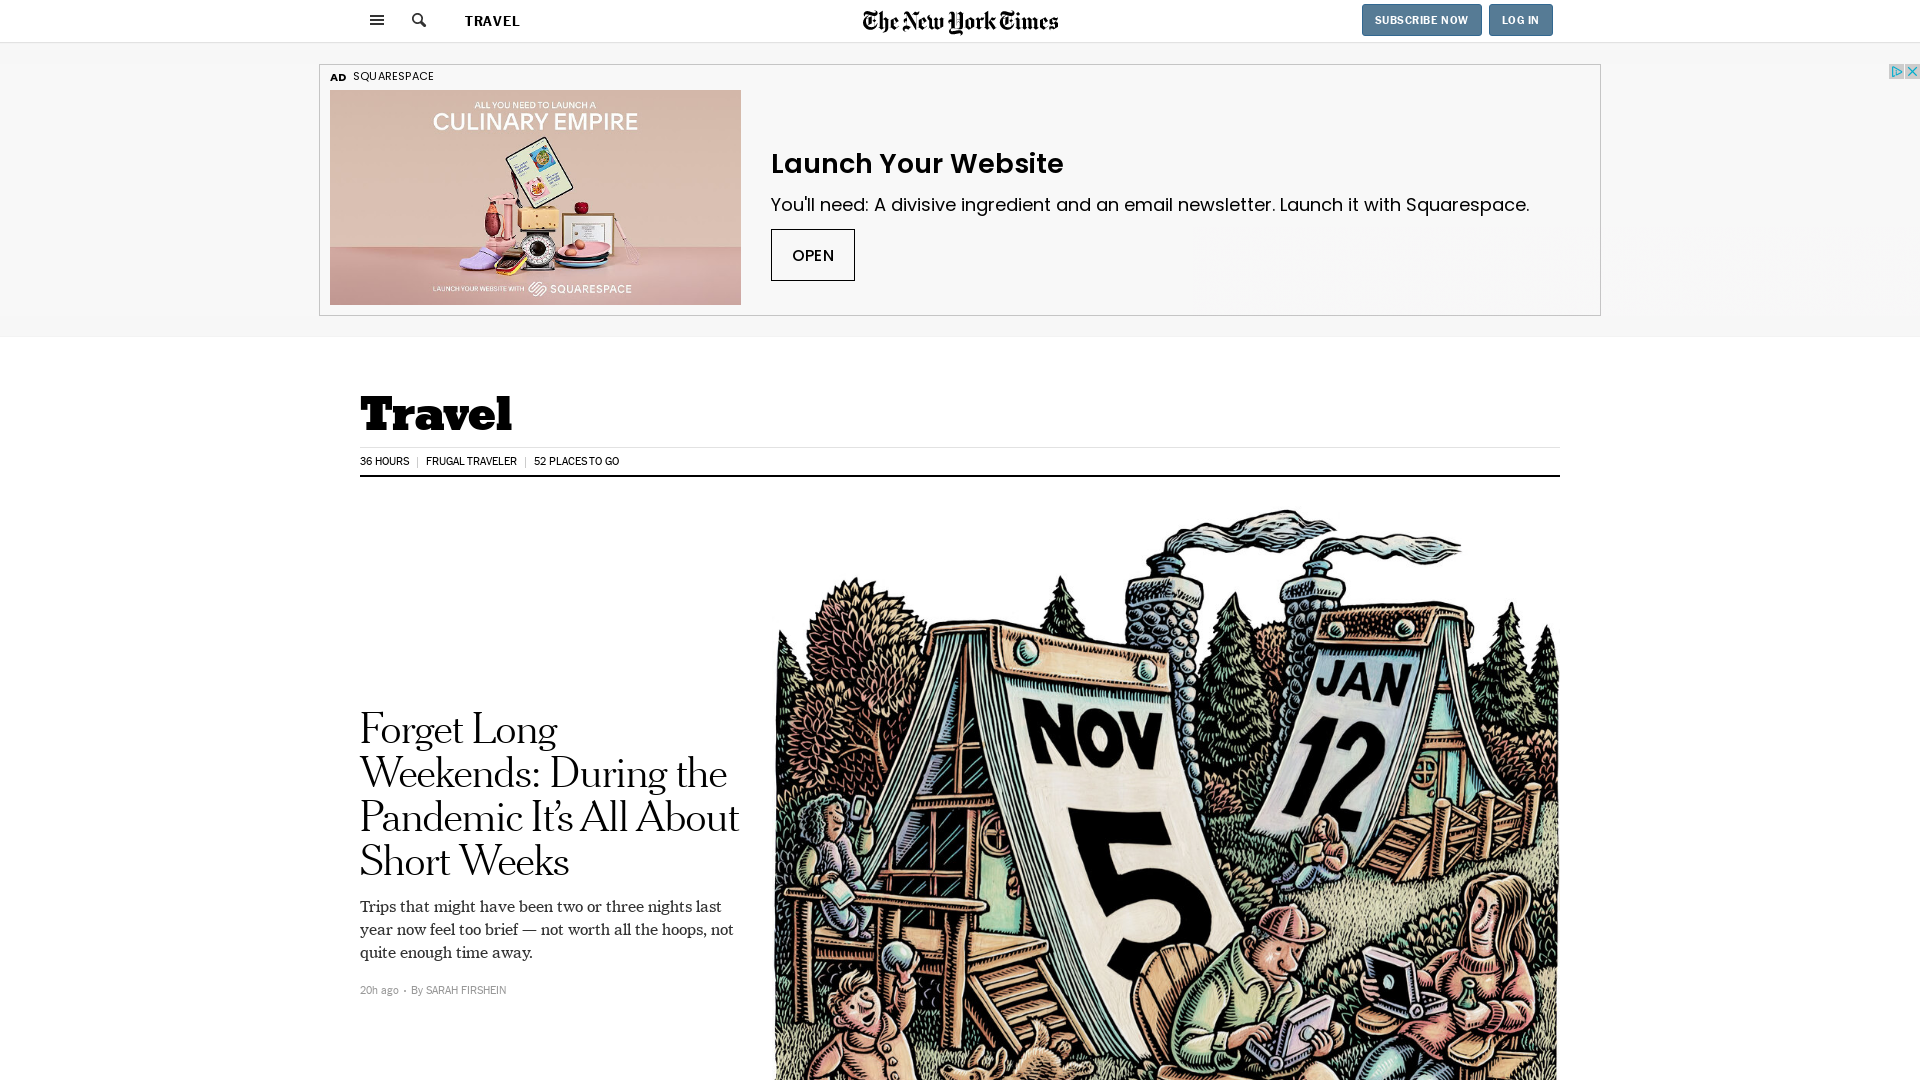 TRAVEL
The New York Times
SUBSCRIBE NOW
LOG IN
AD SQUARESPACE
ALL YOU NEED TO LAUNCH A
CULINARY EMPIRE
LAUNCH YOUR WEBSITE WITH SQUARESPACE
Launch Your Website
You'll need: A divisive ingredient and an email newsletter. Launch it with Squarespace.
OPEN
Travel
36 HOURS
FRUGAL TRAVELER
52 PLACES TO GO
Forget Long
Weekends: During the
Pandemic It’s All About
Short Weeks
Trips that might have been two or three nights last
year now feel too brief — not worth all the hoops, not
quite enough time away.
20h ago • By SARAH FIRSHEIN
NOV
5
JAN
12